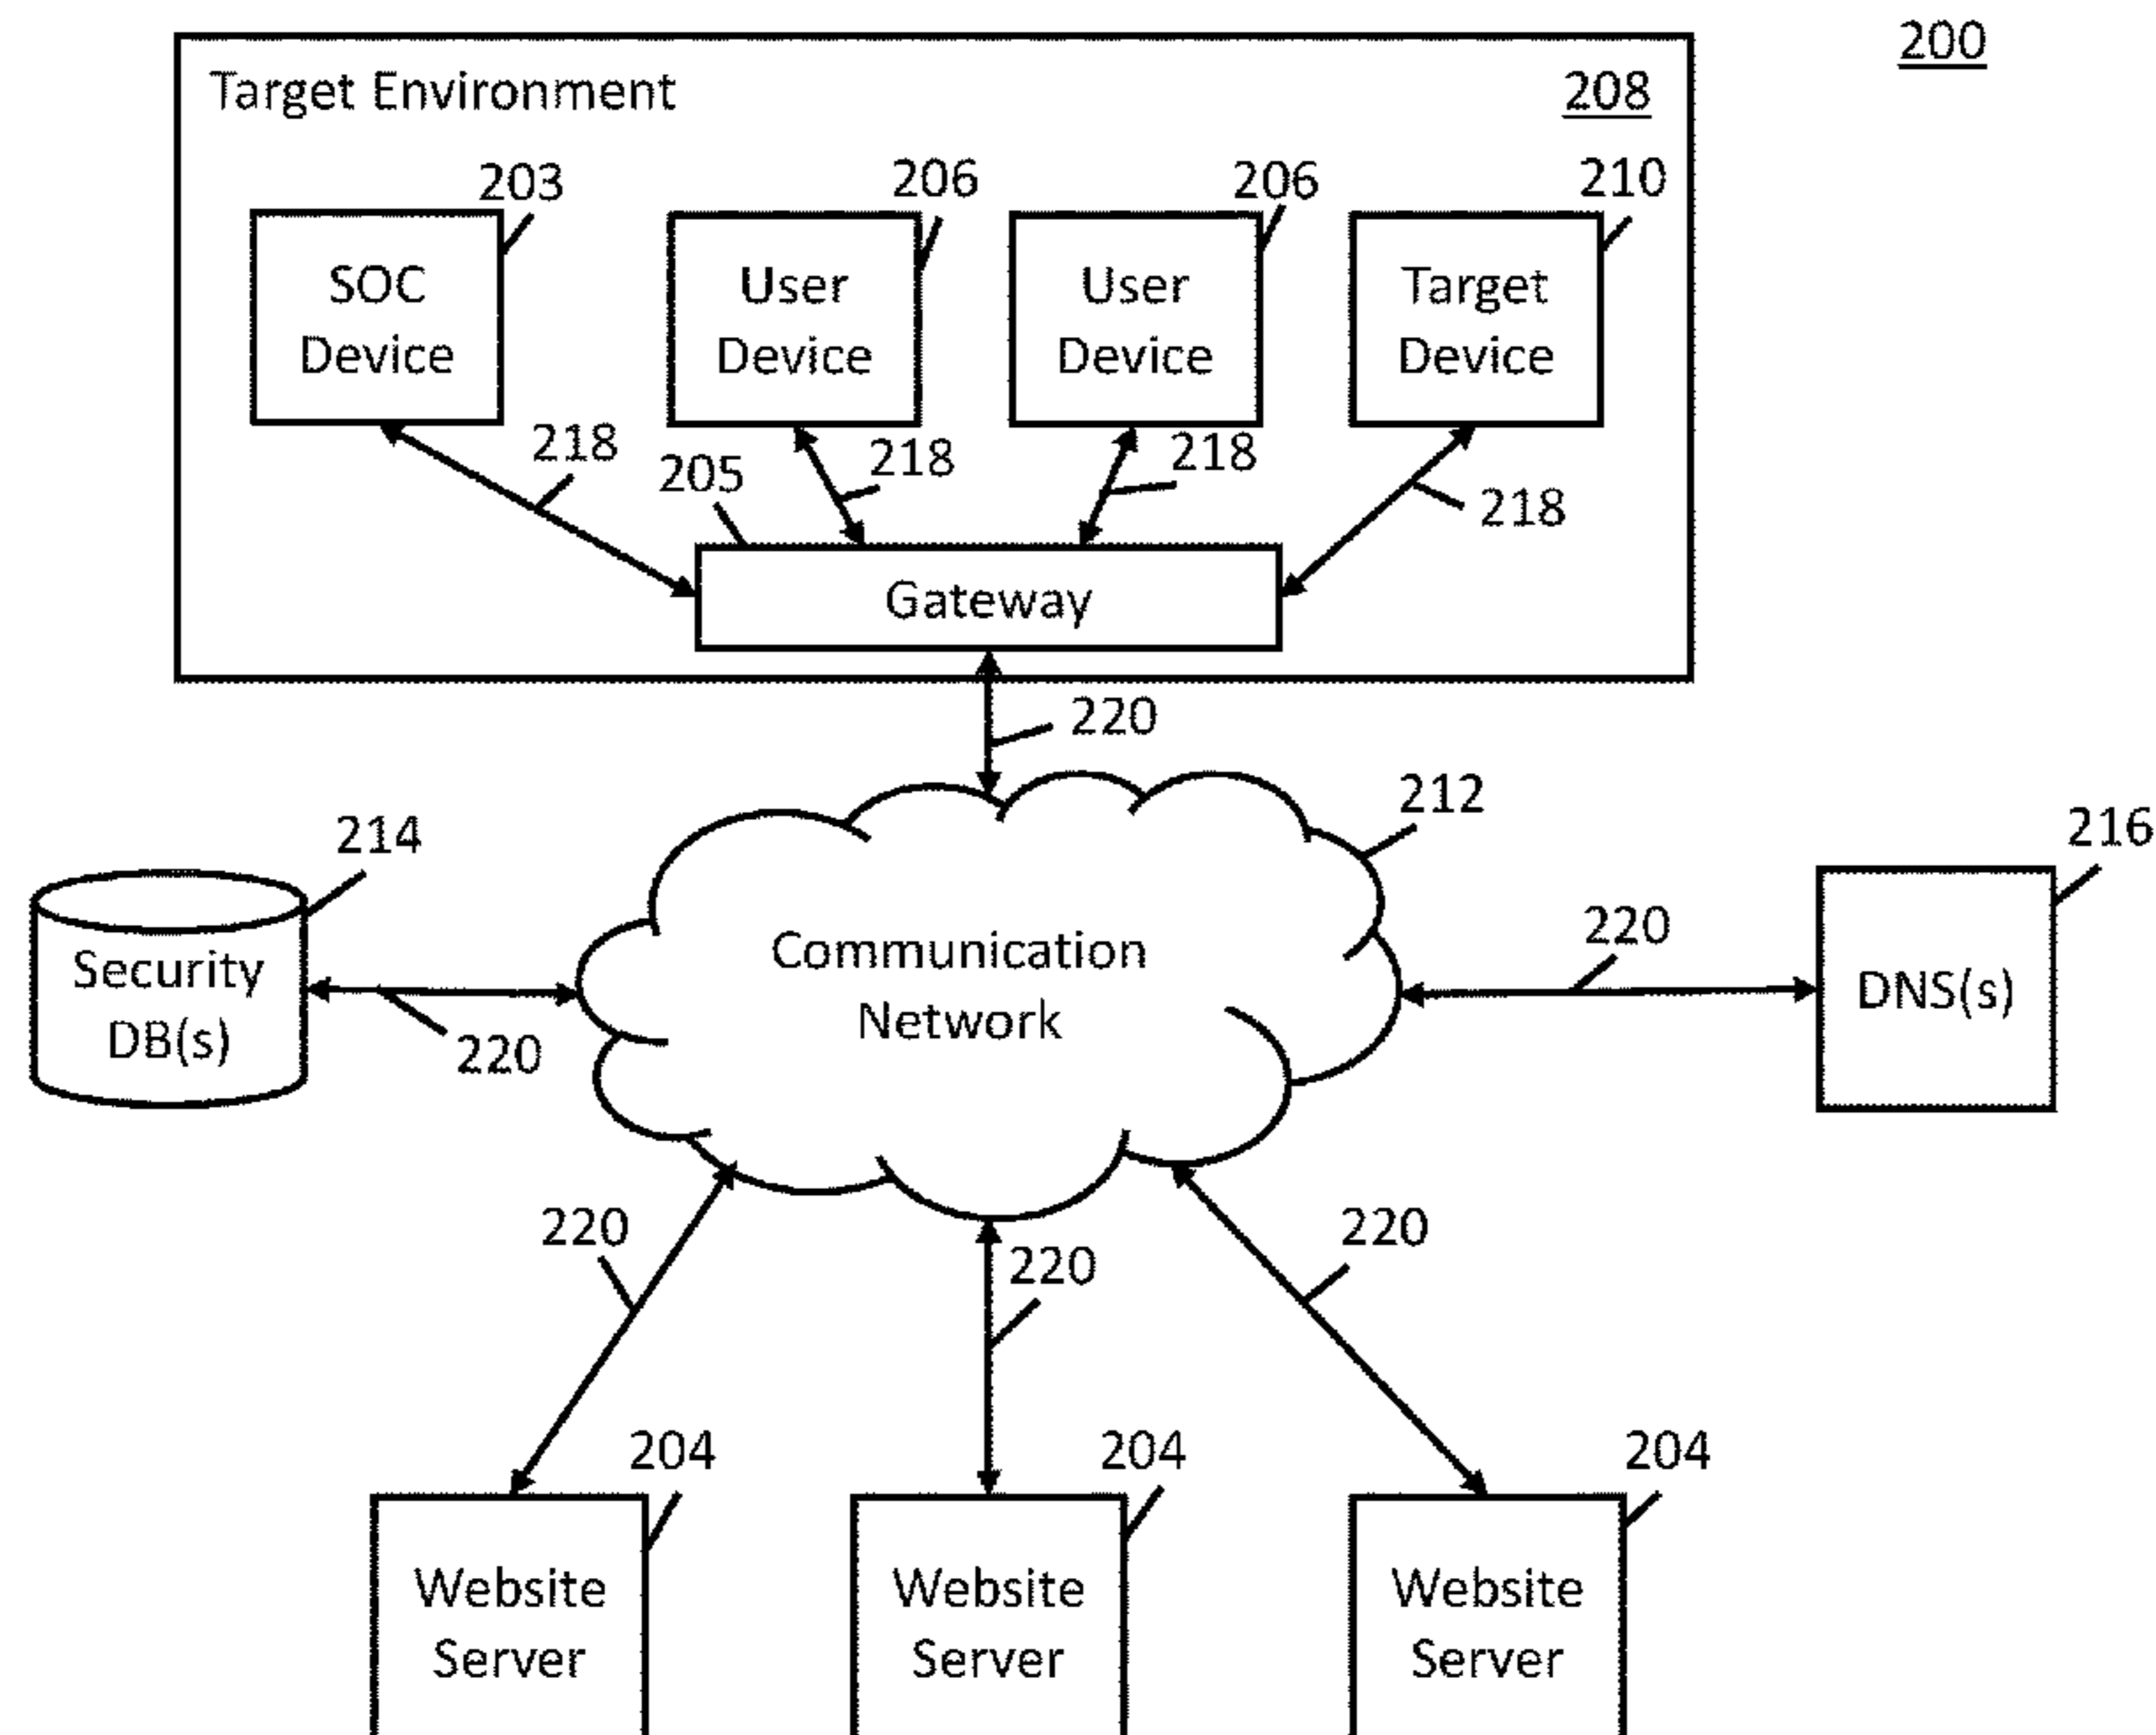 200
Target Environment
208
203
206
206
210
SOC
Device
User
Device
User
Device
Target
Device
218
205
218
218
218
Gateway
220
212
214
216
Security
DB(s)
220
Communication
Network
220
DNS(s)
220
220
220
204
204
204
Website
Server
Website
Server
Website
Server